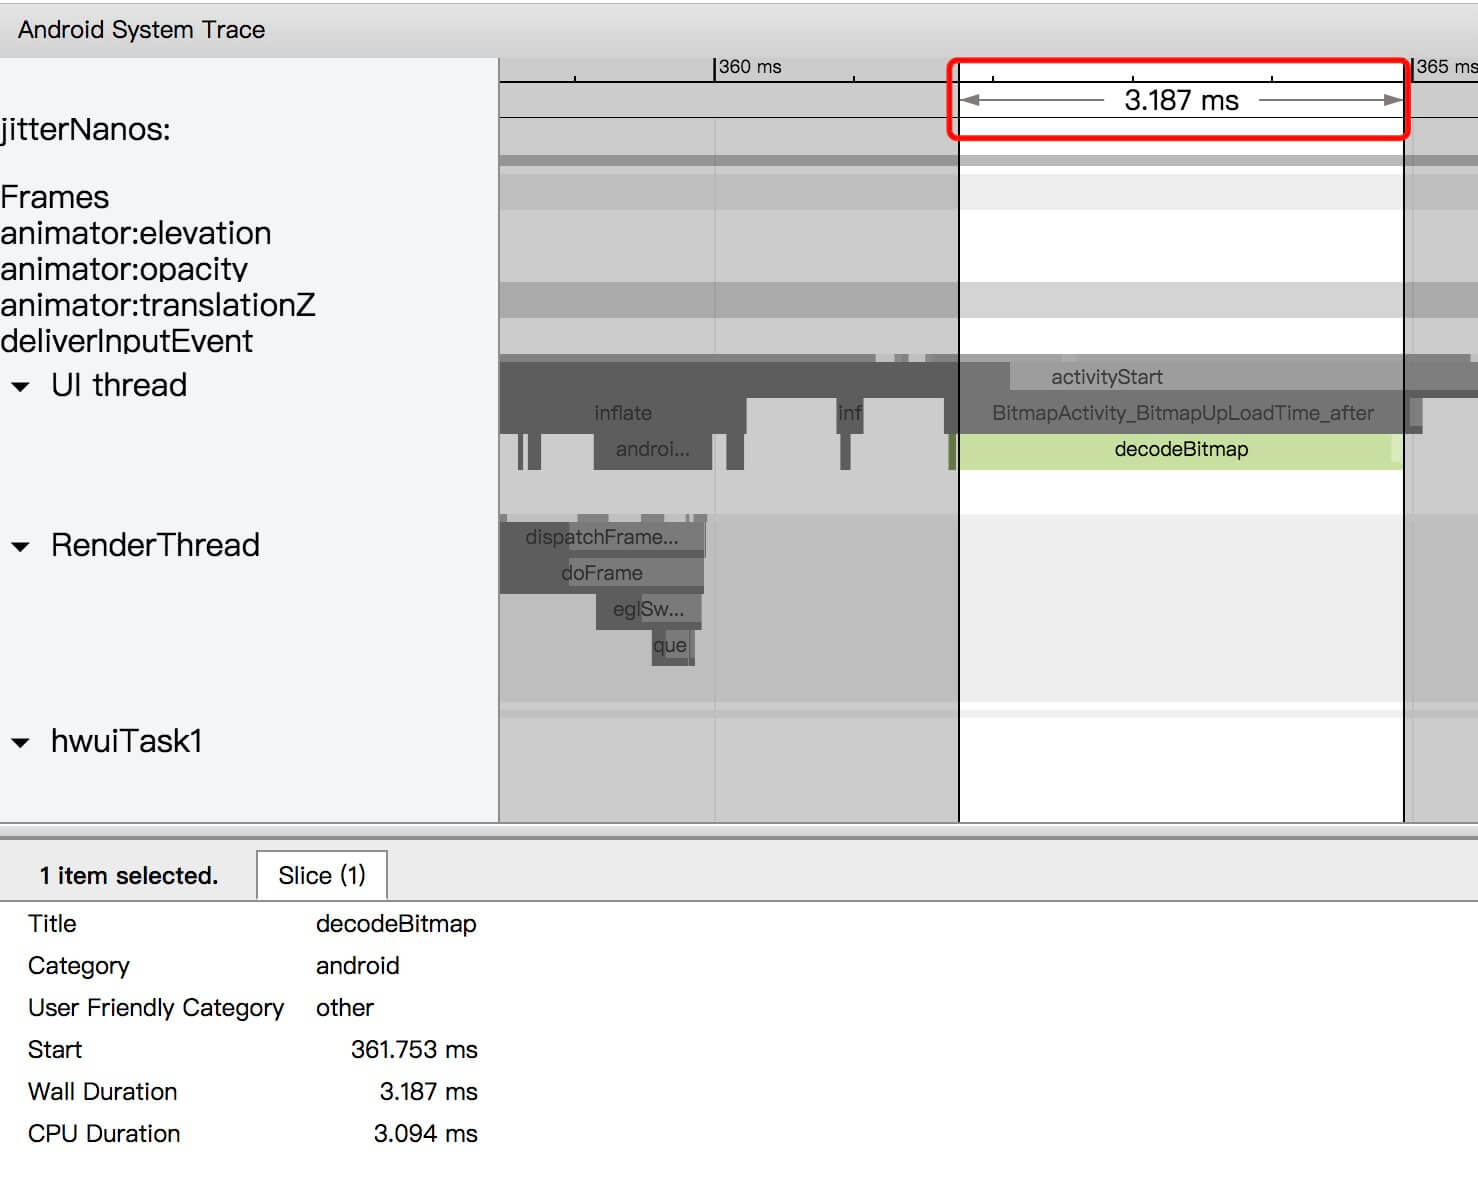 Android System Trace
360 ms
365 ms
3.187 ms
jitterNanos:
Frames
animator:elevation
animator:opacity
animator:translationZ
deliverInputEvent
UI thread
activityStart
inflate
inf
BitmapActivity_BitmapUpLoadTime_after
androi...
decodeBitmap
RenderThread
dispatchFrame...
doFrame
eglSw...
que
hwuiTask1
1 item selected.
Slice (1)
Title decodeBitmap
Category android
User Friendly Category other
Start 361.753 ms
Wall Duration 3.187 ms
CPU Duration 3.094 ms